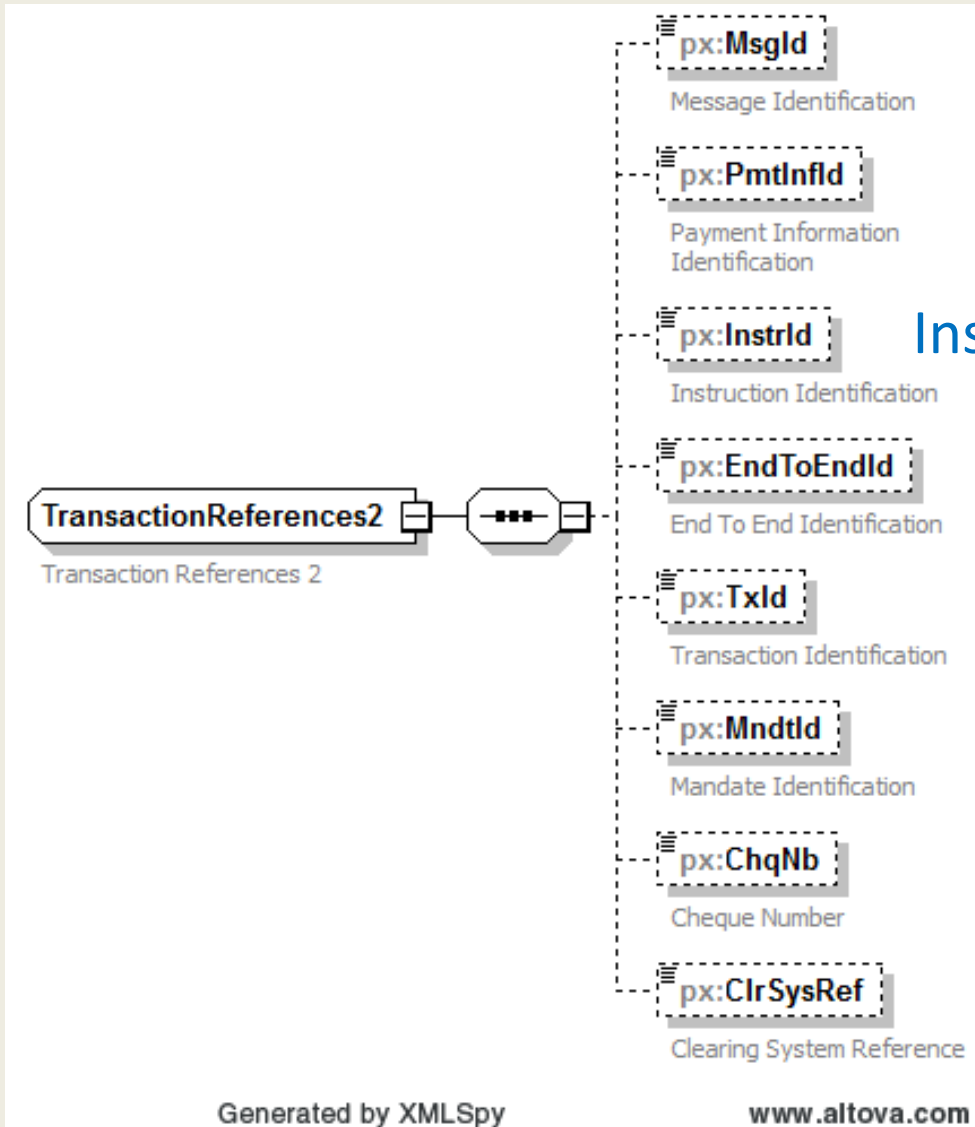 px:MsgId
Message Identification
px:PmtInfId
Payment Information
Identification
px:InstrId
Instruction Identification
px:EndToEndId
End To End Identification
TransactionReferences2
Transaction References 2
px:TxId
Transaction Identification
px:MndtId
Mandate Identification
px:ChqNb
Cheque Number
px:ClrSysRef
Clearing System Reference
Generated by XMLSpy
www.altova.com